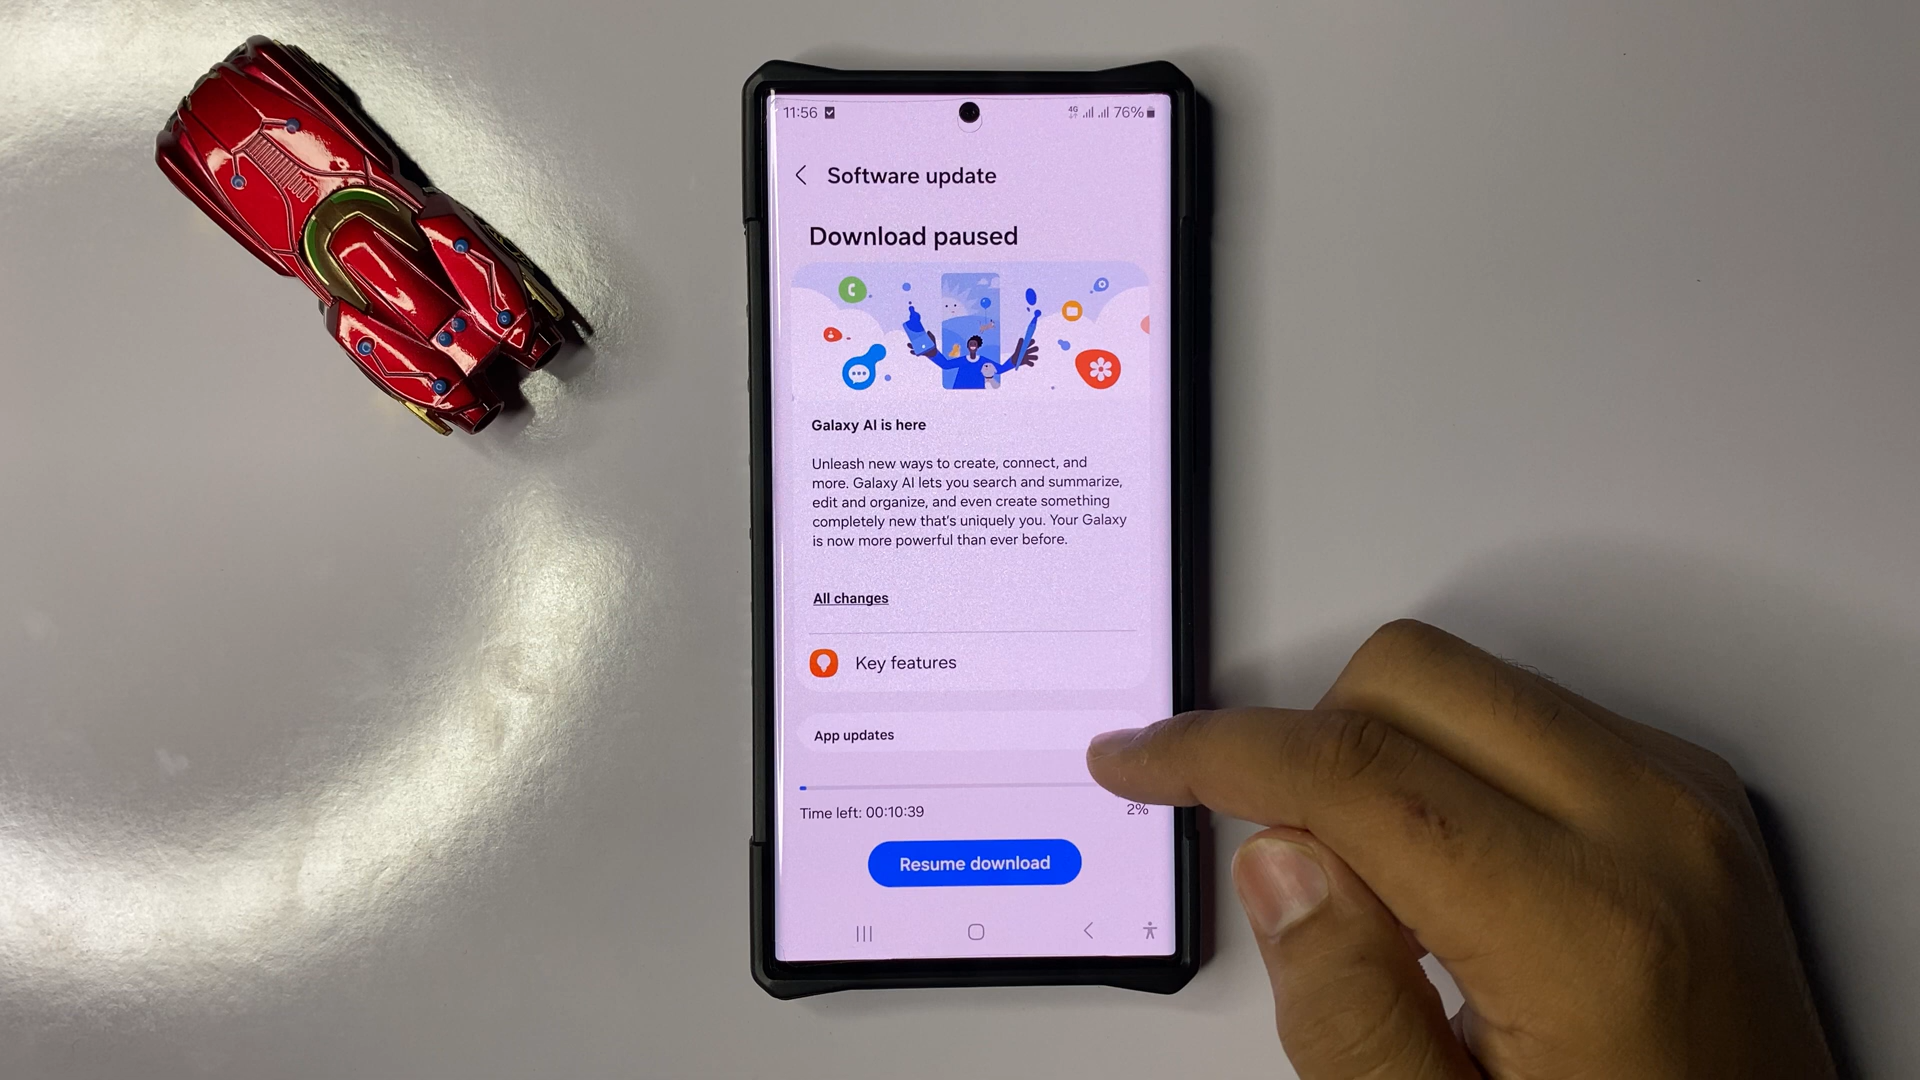 11:56
4G
76%
Software update
Download paused
Galaxy AI is here
Unleash new ways to create, connect, and
more. Galaxy AI lets you search and summarize,
edit and organize, and even create something
completely new that's uniquely you. Your Galaxy
is now more powerful than ever before.
All changes
Key features
App updates
Time left: 00:10:39
2%
Resume download